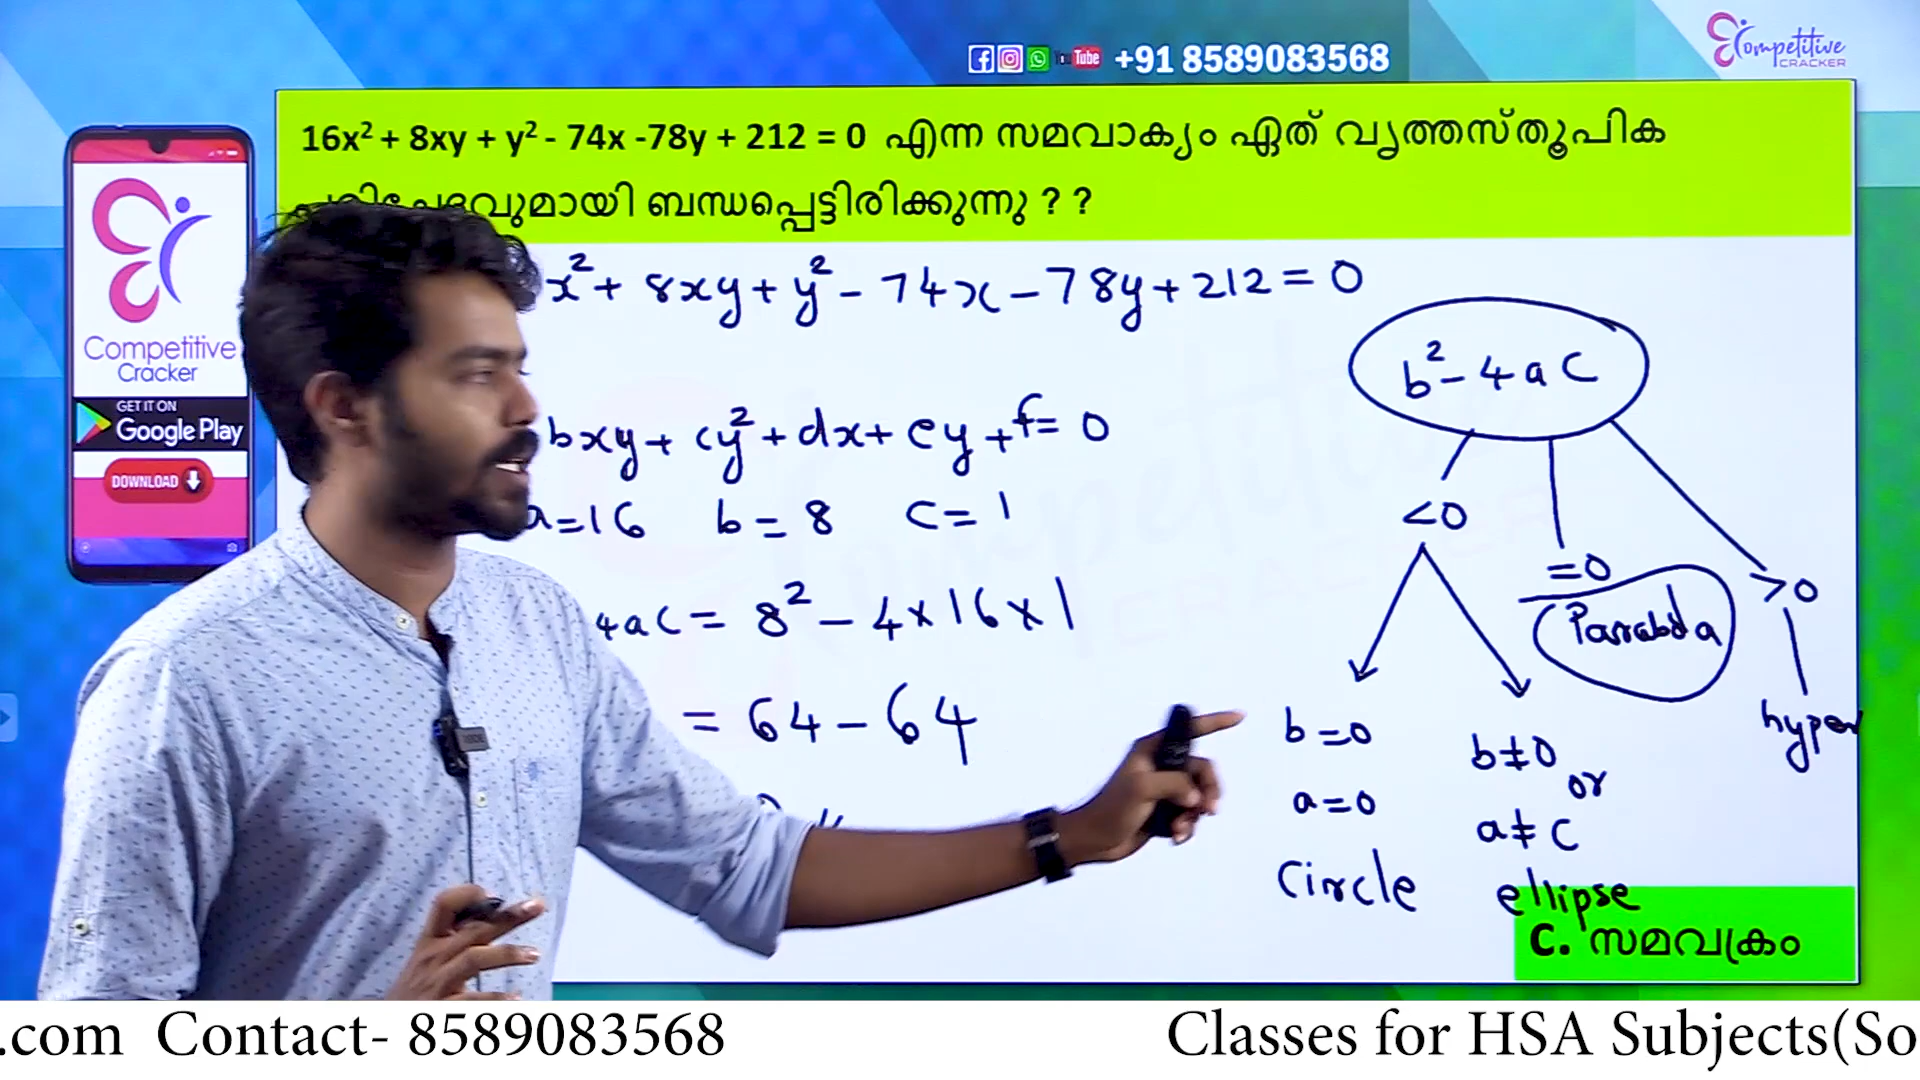 YouTube +91 8589083568
Competitive
CRACKER
16x² + 8xy + y² - 74x -78y + 212 = 0 എന്ന സമവാക്യം ഏത് വൃത്തസ്തൂപിക
ബന്ധപ്പെട്ടിരിക്കുന്നു ? ?
Competitive
Cracker
GET IT ON
Google Play
DOWNLOAD
x² + 8xy + y² - 74x - 78y + 212 = 0
b² - 4ac
bxy + cy² + dx + ey + f = 0
a=16 b = 8 c = 1
<0
=0
>0
4ac = 8² - 4x16x1
Parabola
= 64 - 64
hyper
b=0
b≠0
or
a=0
a≠c
Circle
ellipse
C. സമവക്രം
.com Contact- 8589083568
Classes for HSA Subjects(So